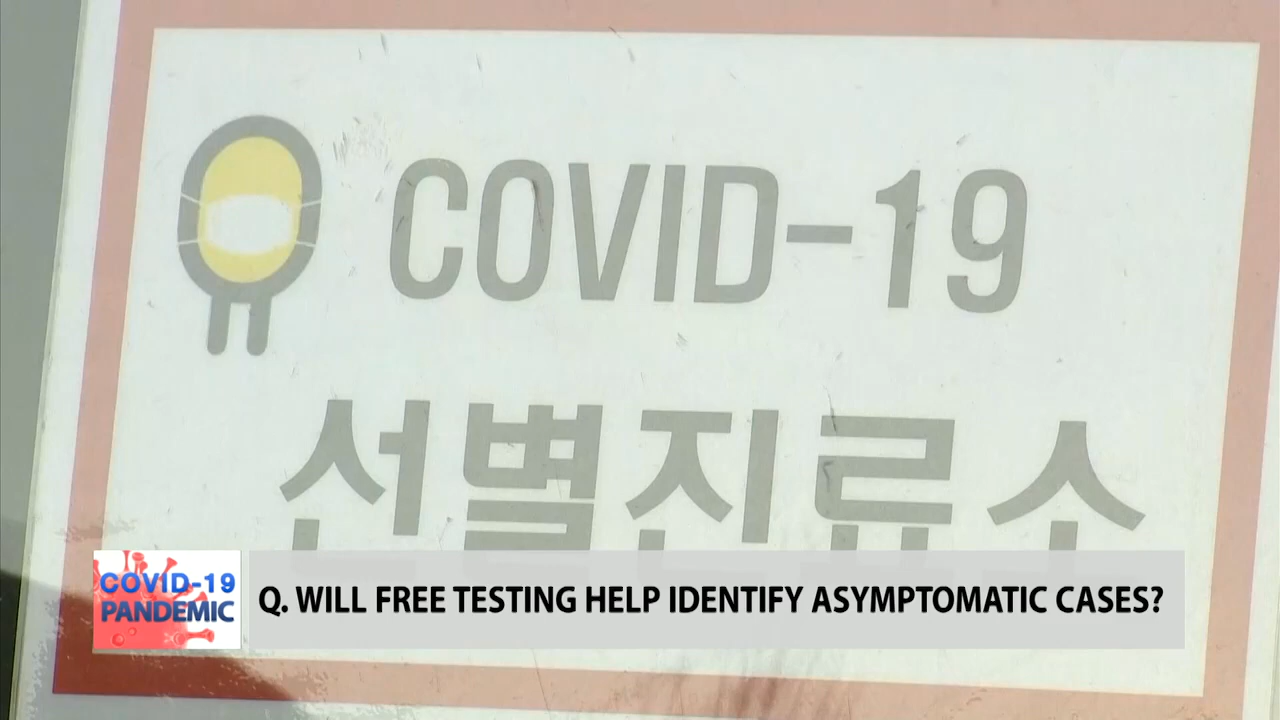 COVID-19
선별진료소
COVID-19
PANDEMIC
Q. WILL FREE TESTING HELP IDENTIFY ASYMPTOMATIC CASES?